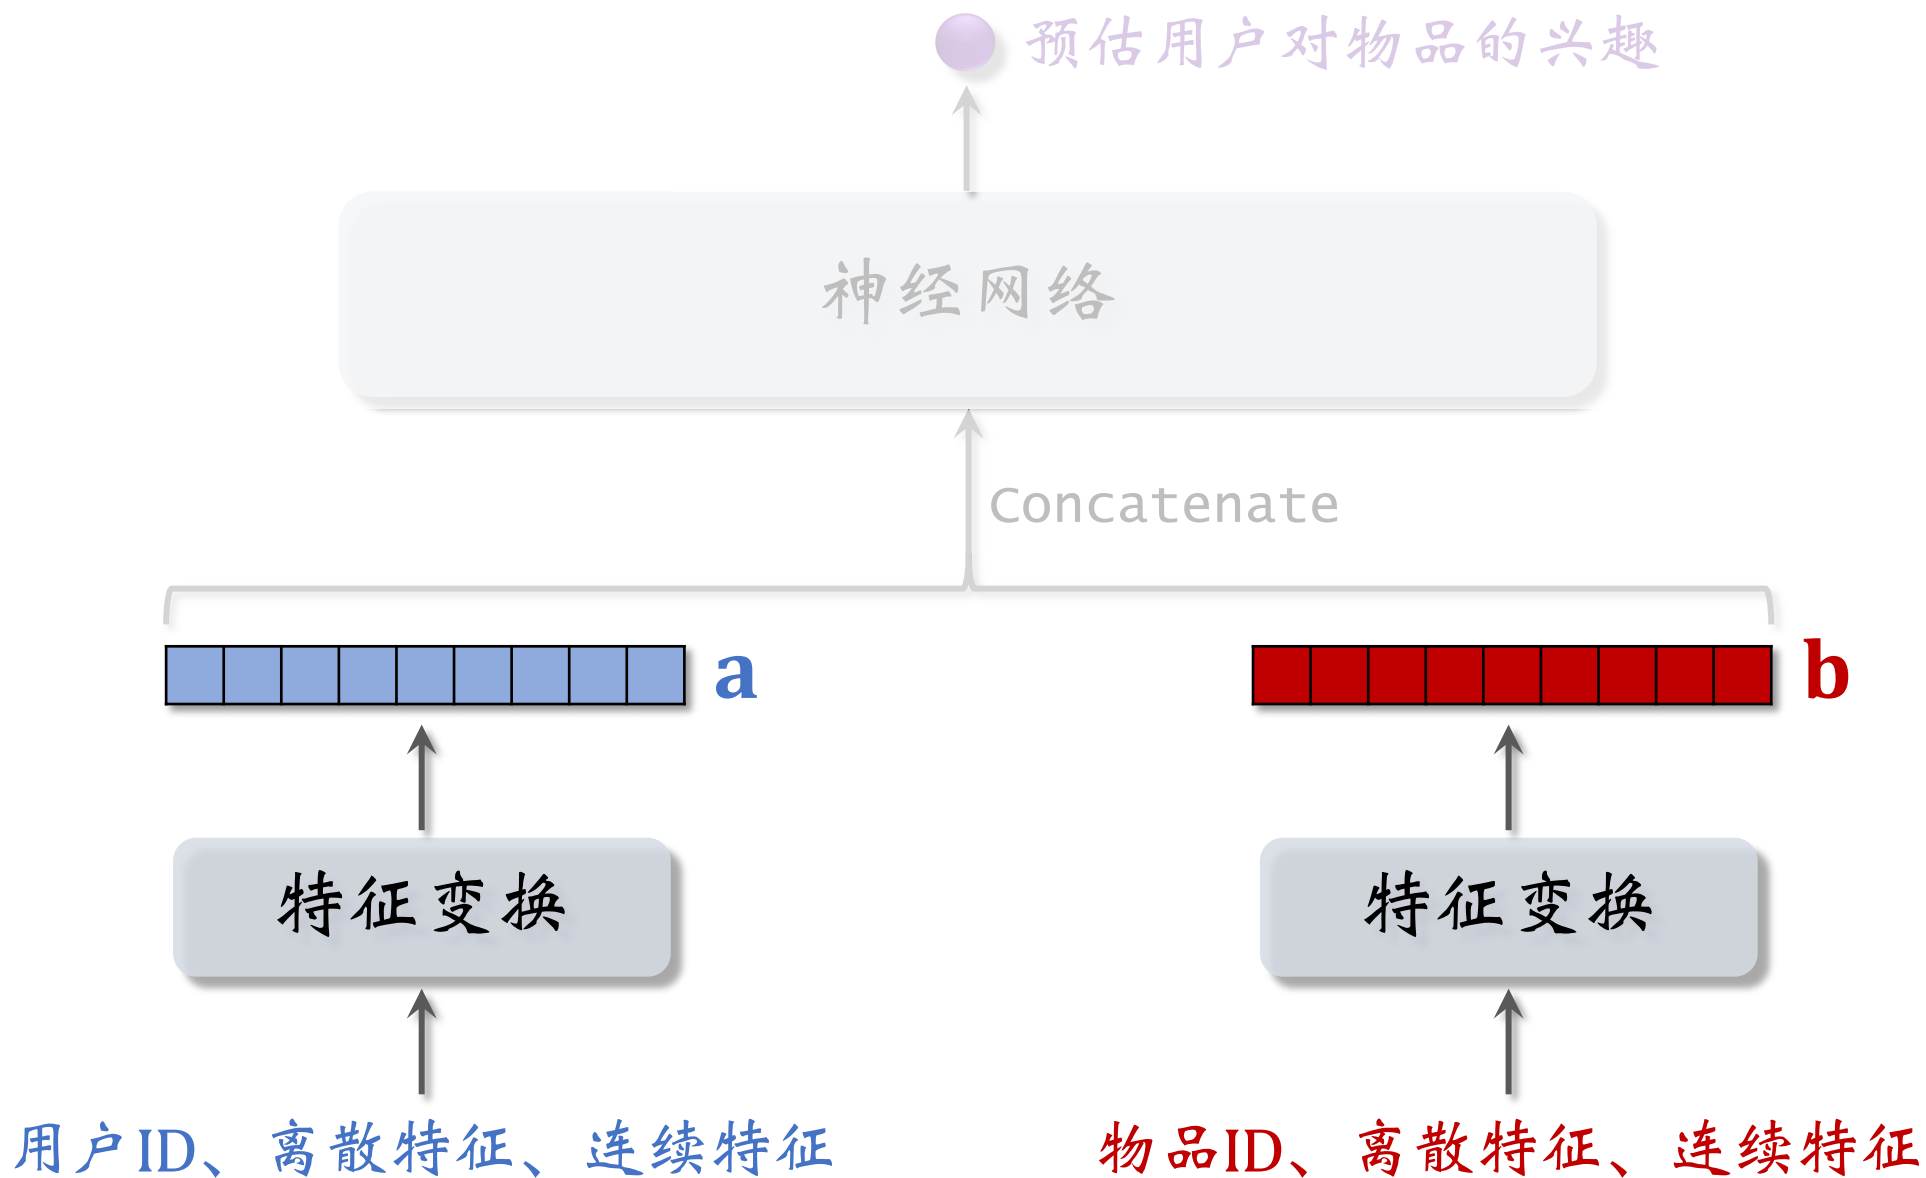 预估用户对物品的兴趣
神经网络
Concatenate
a
b
特征变换
特征变换
用户ID、离散特征、连续特征
物品ID、离散特征、连续特征